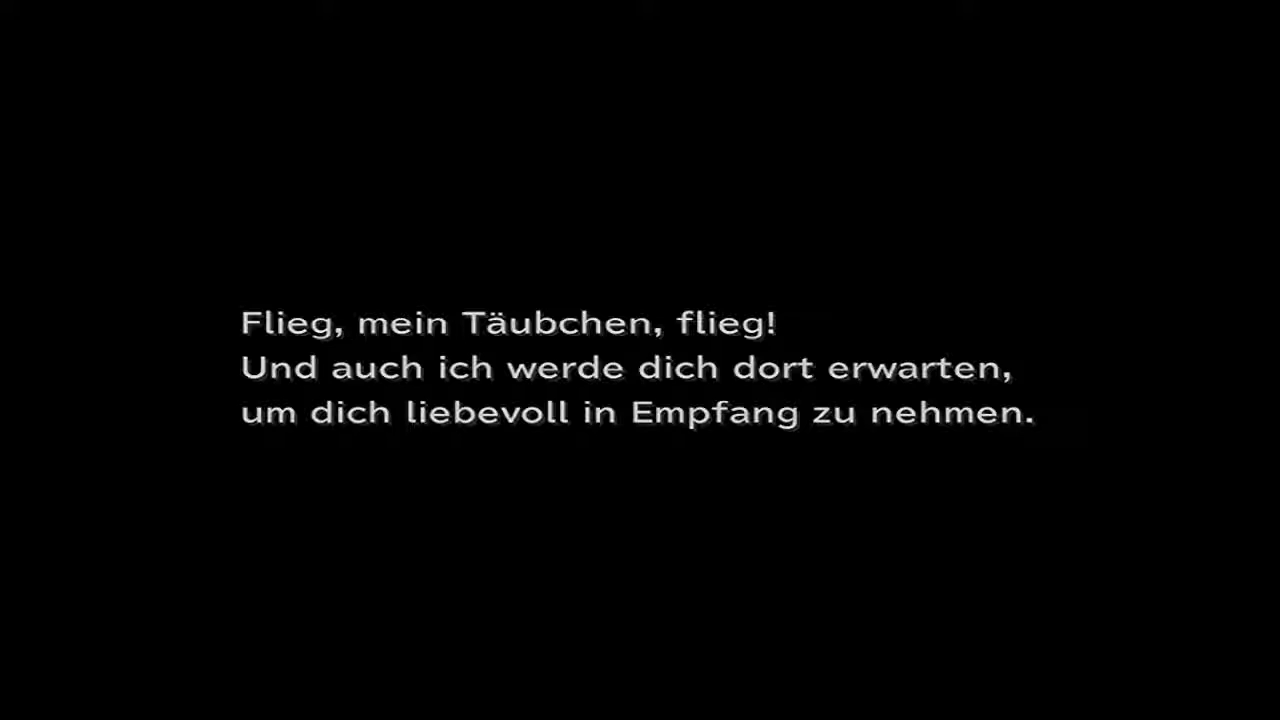 Flieg, mein Täubchen, flieg!
Und auch ich werde dich dort erwarten,
um dich liebevoll in Empfang zu nehmen.